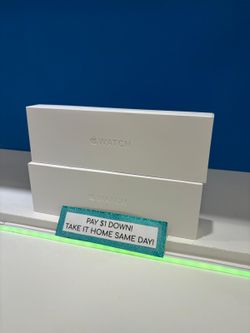 WATCH
PAY $1 DOWN!
TAKE IT HOME SAME DAY!